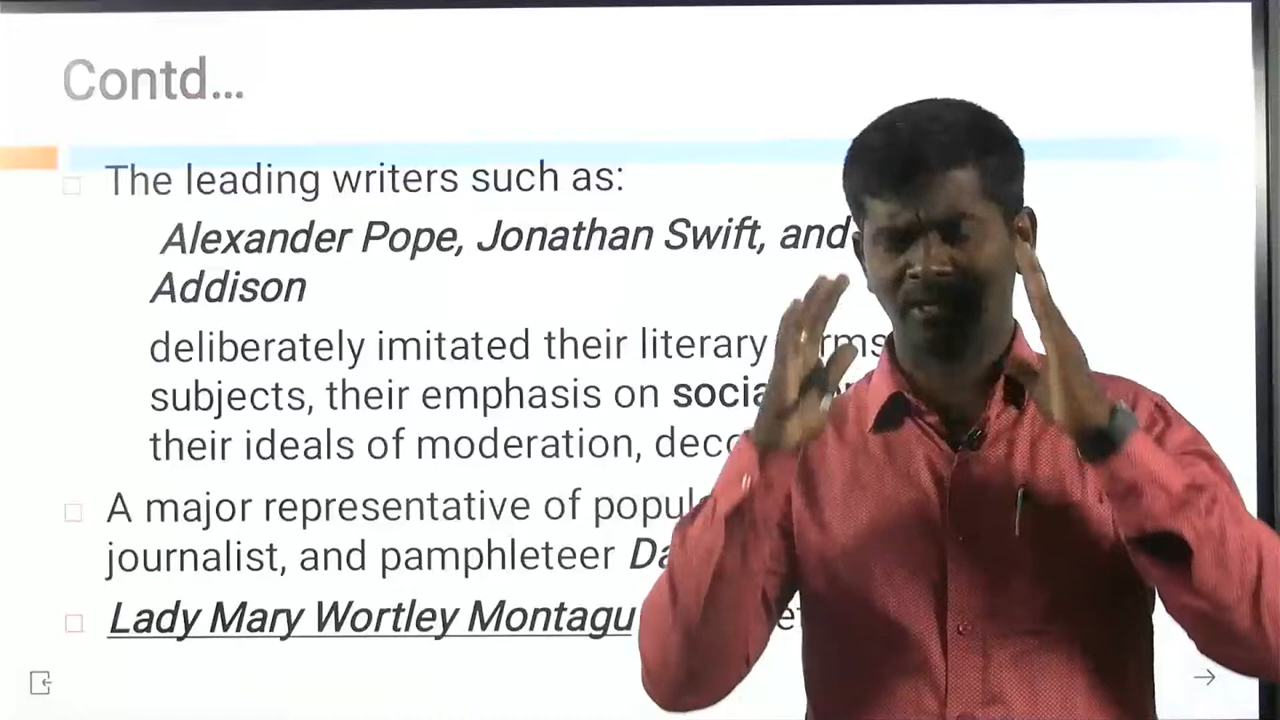 Contd...
The leading writers such as:
Alexander Pope, Jonathan Swift, and
Addison
deliberately imitated their literary
subjects, their emphasis on
their ideals of moderation,
A major representative of
journalist, and pamphleteer
Lady Mary Wortley Montagu